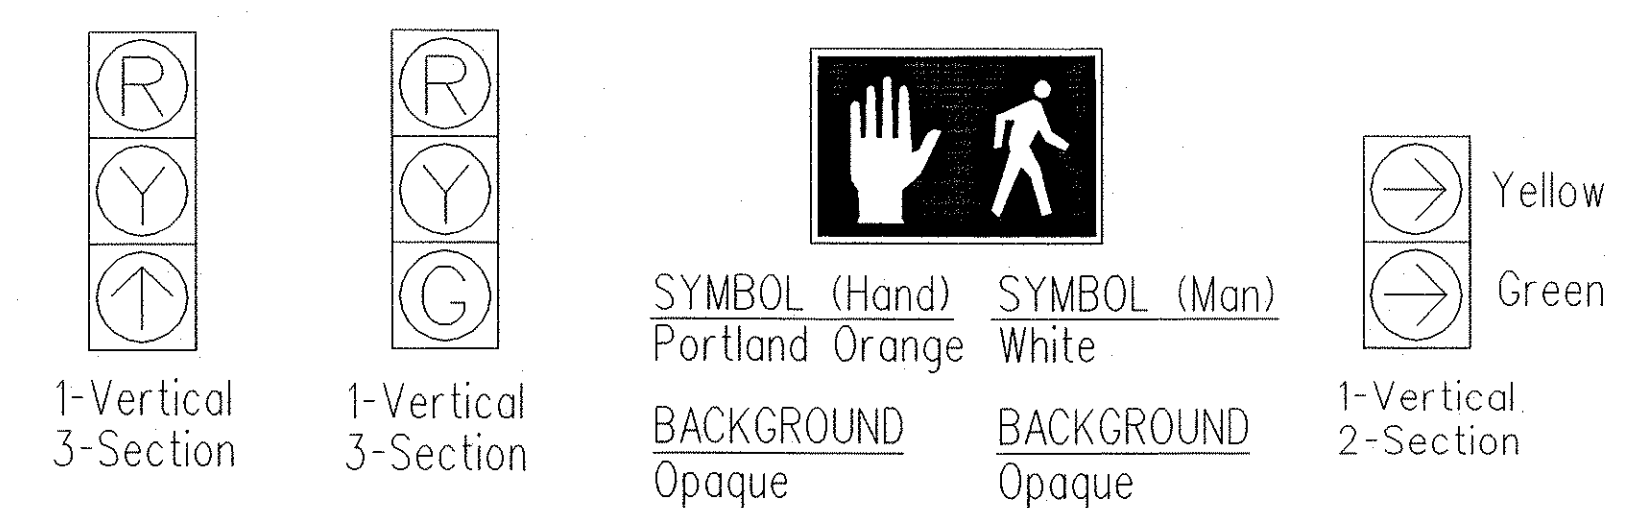 R
Y
1-Vertical
3-Section
R
Y
G
1-Vertical
3-Section
SYMBOL (Hand)
Portland Orange
BACKGROUND
Opaque
SYMBOL (Man)
White
BACKGROUND
Opaque
Yellow
Green
1-Vertical
2-Section